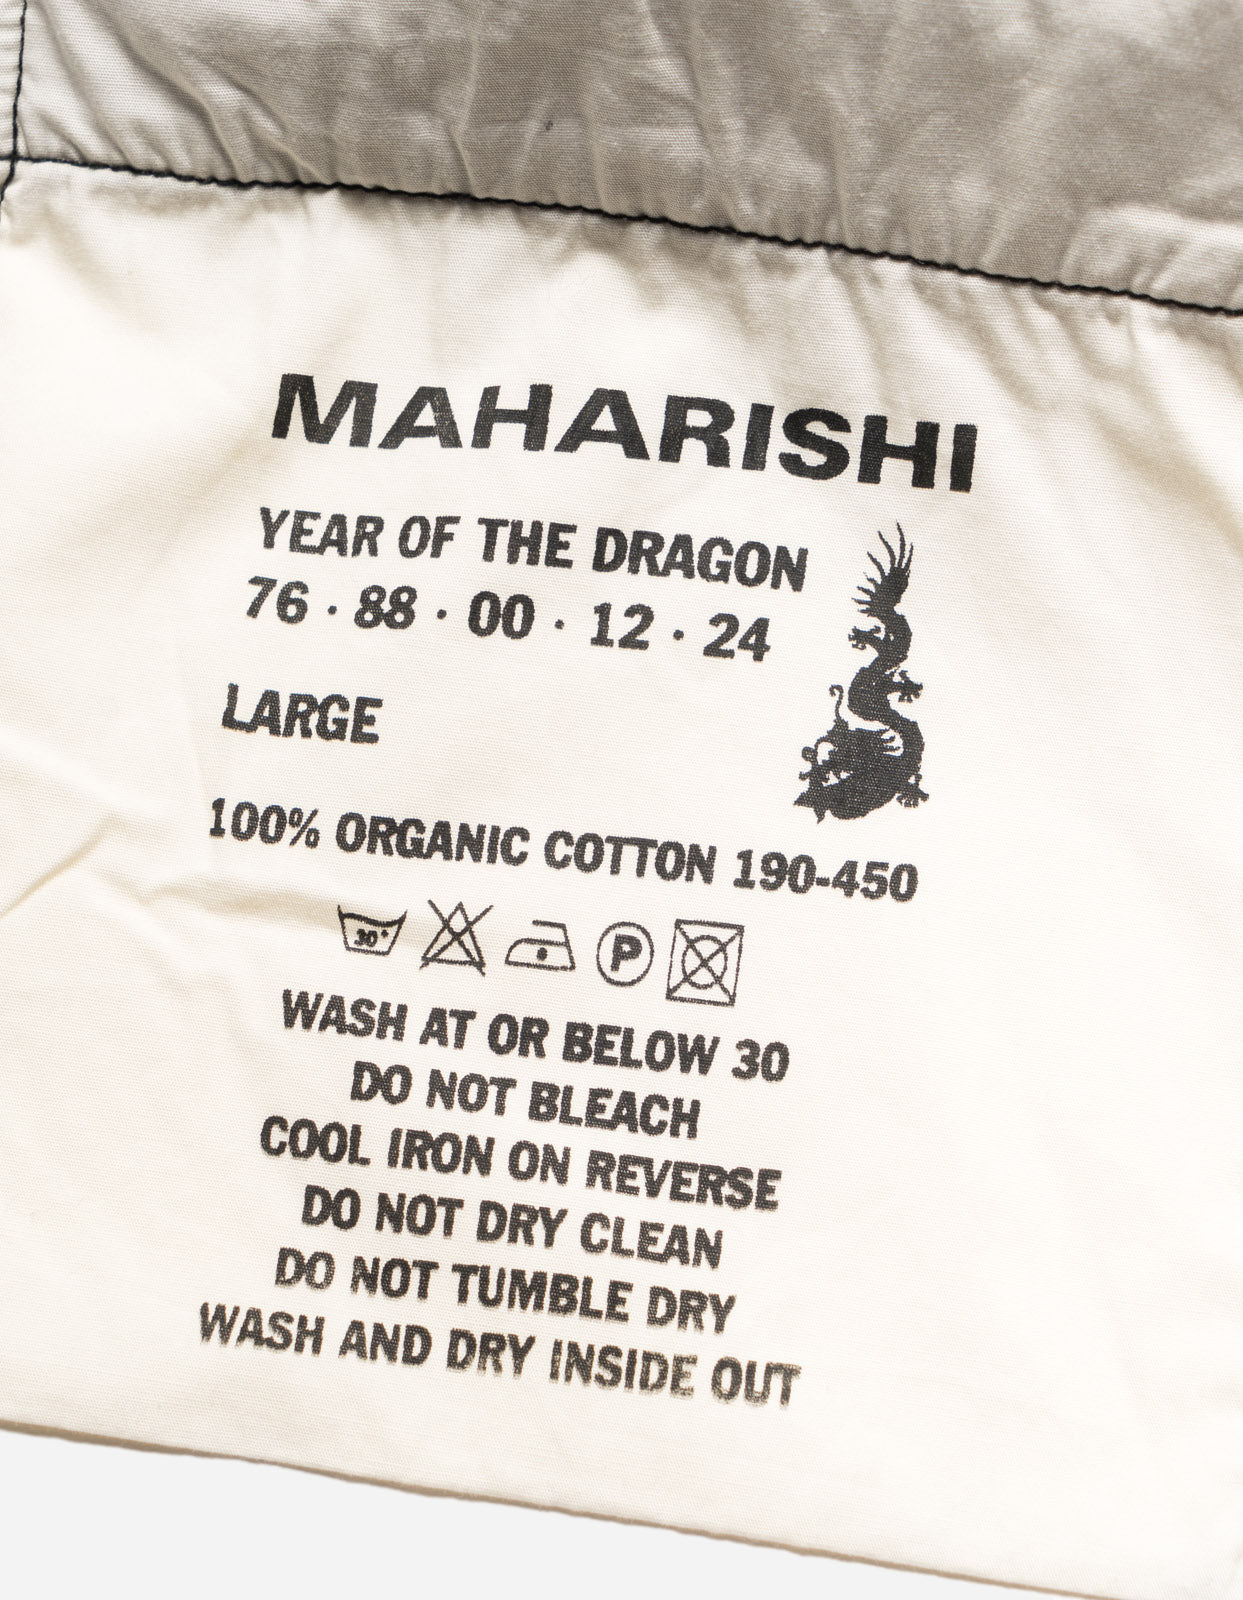 MAHARISHI
YEAR OF THE DRAGON
76 · 88 · 00 · 12 · 24
LARGE
100% ORGANIC COTTON 190-450
30° P
WASH AT OR BELOW 30
DO NOT BLEACH
COOL IRON ON REVERSE
DO NOT DRY CLEAN
DO NOT TUMBLE DRY
WASH AND DRY INSIDE OUT